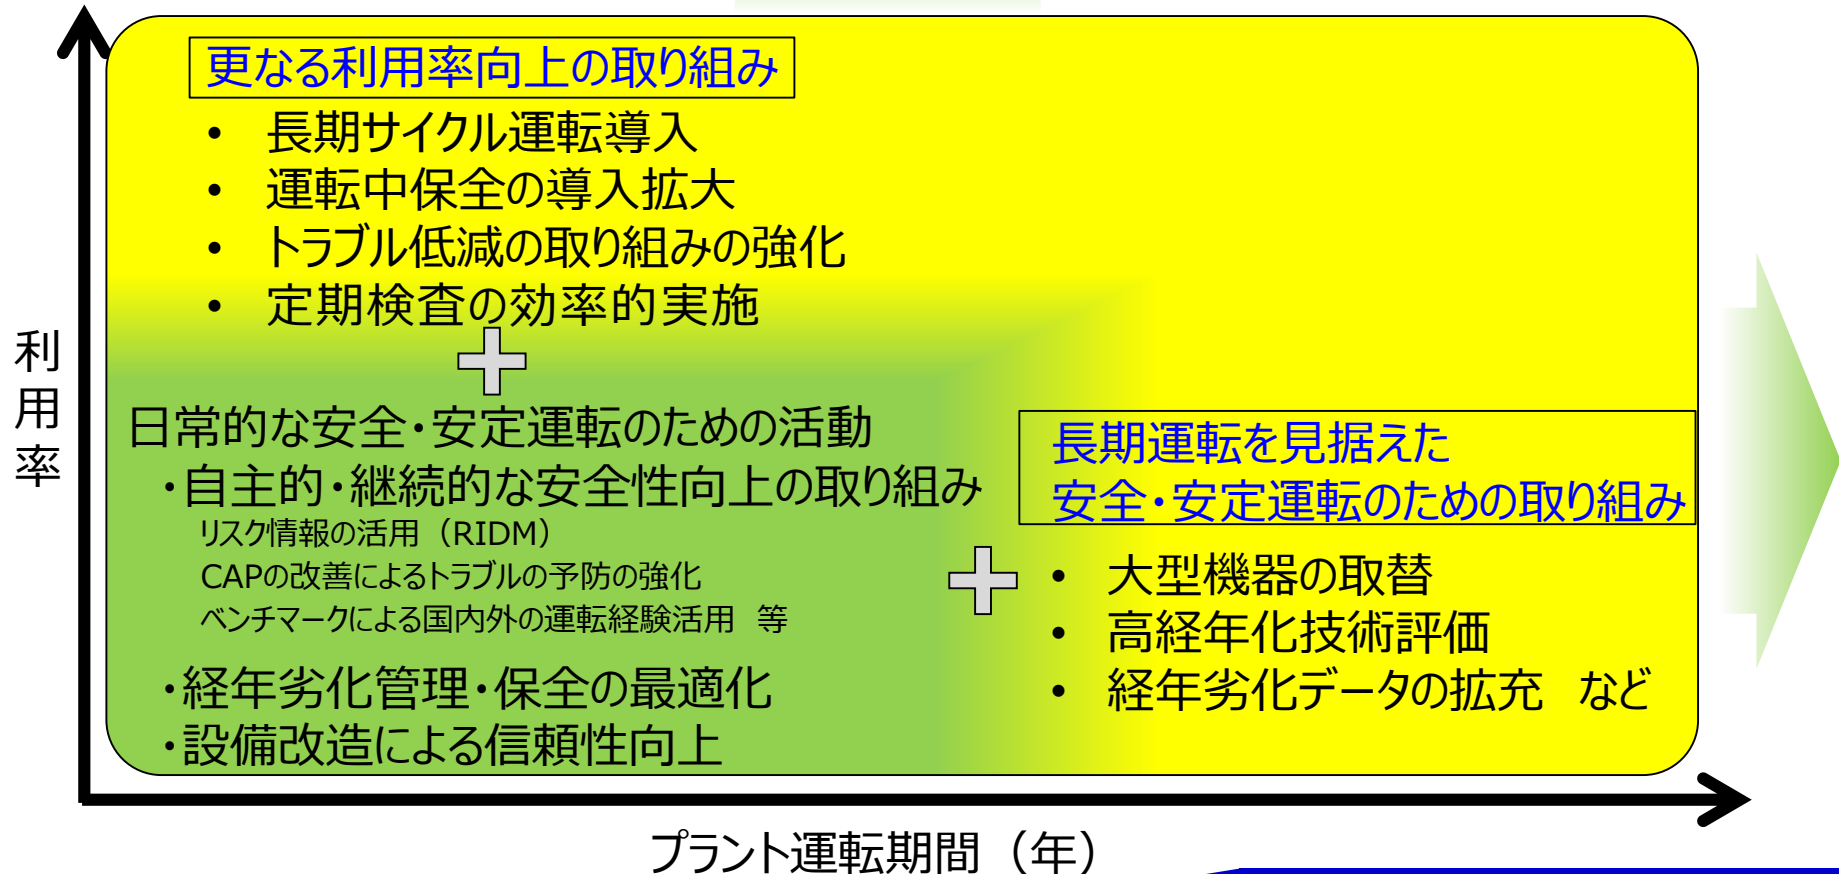 更なる利用率向上の取り組み
• 長期サイクル運転導入
• 運転中保全の導入拡大
• トラブル低減の取り組みの強化
• 定期検査の効率的実施
利用率
日常的な安全・安定運転のための活動
・自主的・継続的な安全性向上の取り組み
リスク情報の活用（RIDM）
CAPの改善によるトラブルの予防の強化
ベンチマークによる国内外の運転経験活用　等
・経年劣化管理・保全の最適化
・設備改造による信頼性向上
長期運転を見据えた
安全・安定運転のための取り組み
• 大型機器の取替
• 高経年化技術評価
• 経年劣化データの拡充　など
プラント運転期間（年）